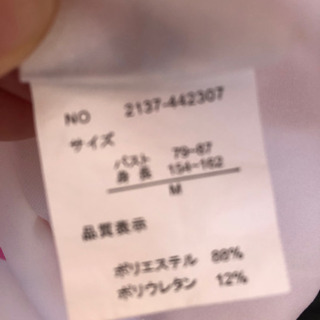 NO 2137-442307
サイズ
バスト 79-87
身長 154-162
M
品質表示
ポリエステル 88%
ポリウレタン 12%